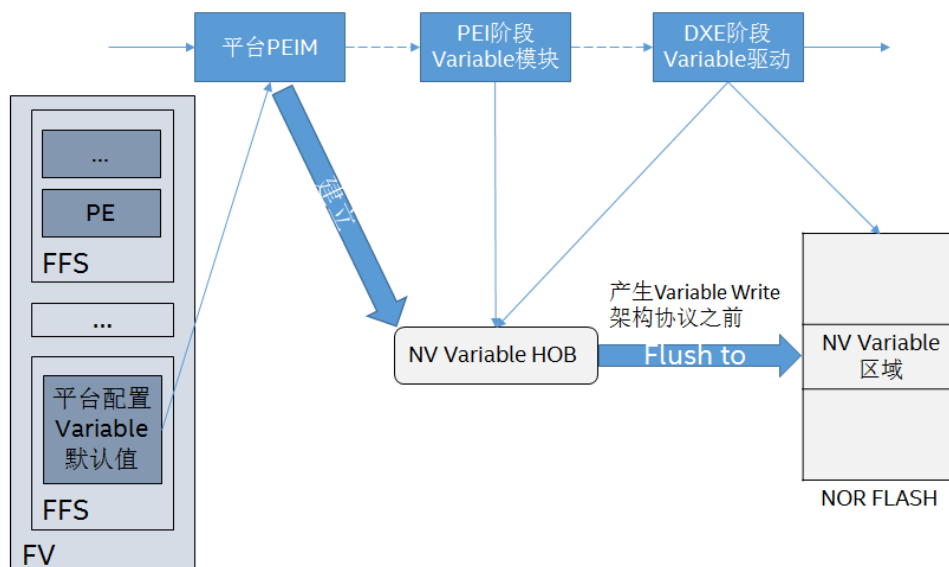 平台PEIM
PEI阶段
Variable模块
DXE阶段
Variable驱动
...
PE
FFS
...
平台配置
Variable
默认值
FFS
FV
建立
NV Variable HOB
产生Variable Write
架构协议之前
Flush to
NV Variable
区域
NOR FLASH